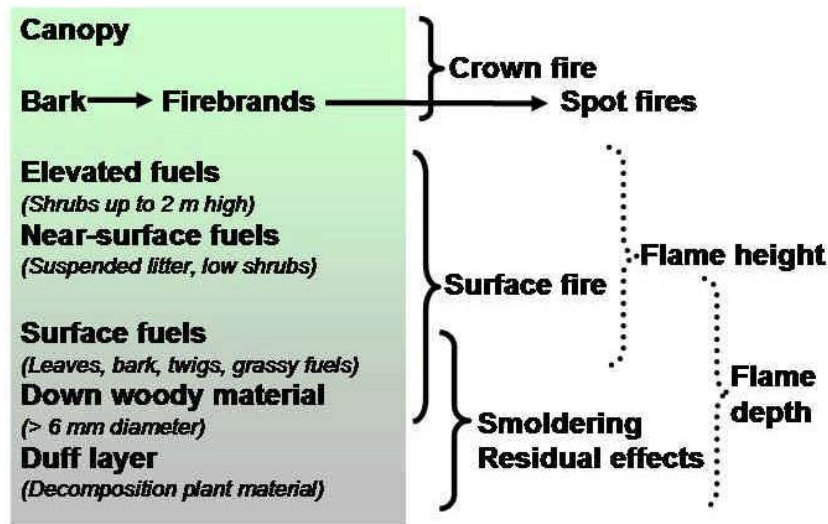 Canopy
Crown fire
Bark Firebrands Spot fires
Elevated fuels
(Shrubs up to 2 m high)
Near-surface fuels
(Suspended litter, low shrubs)
Flame height
Surface fire
Surface fuels
(Leaves, bark, twigs, grassy fuels)
Down woody material
(> 6 mm diameter)
Duff layer
(Decomposition plant material)
Smoldering
Residual effects
Flame
depth